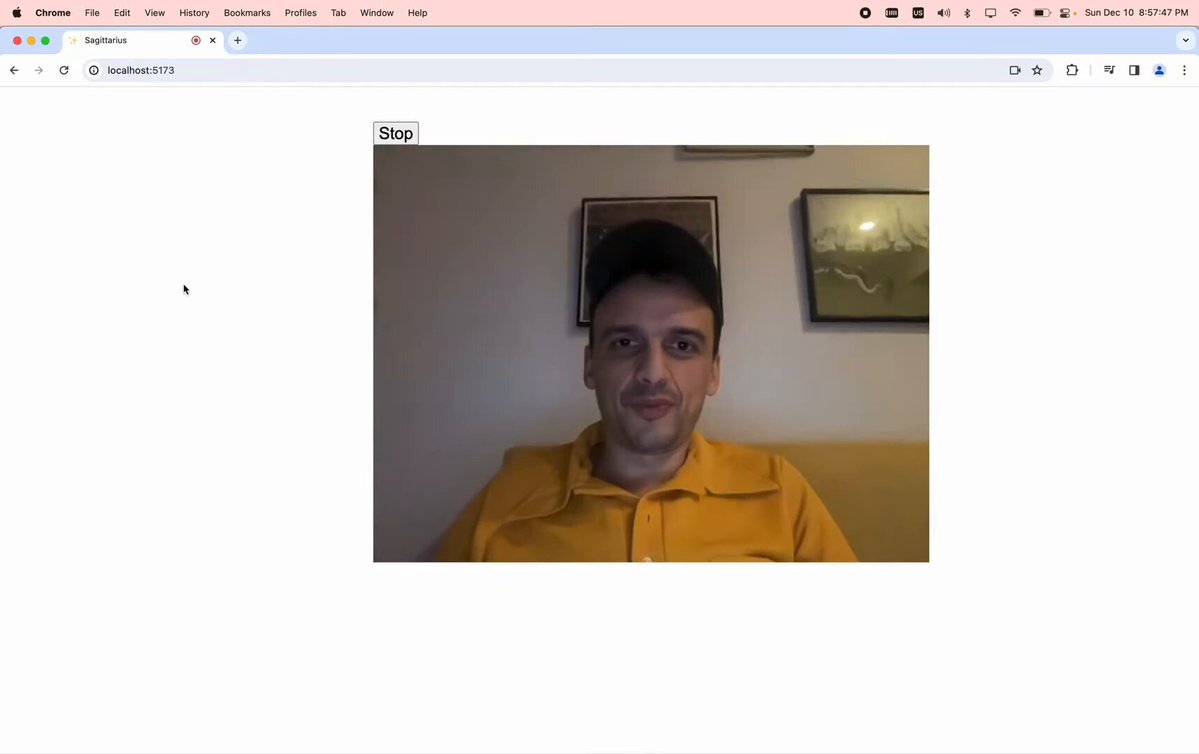 Chrome File Edit View History Bookmarks Profiles Tab Window Help US Sun Dec 10 8:57:47 PM
Sagittarius
localhost:5173
Stop